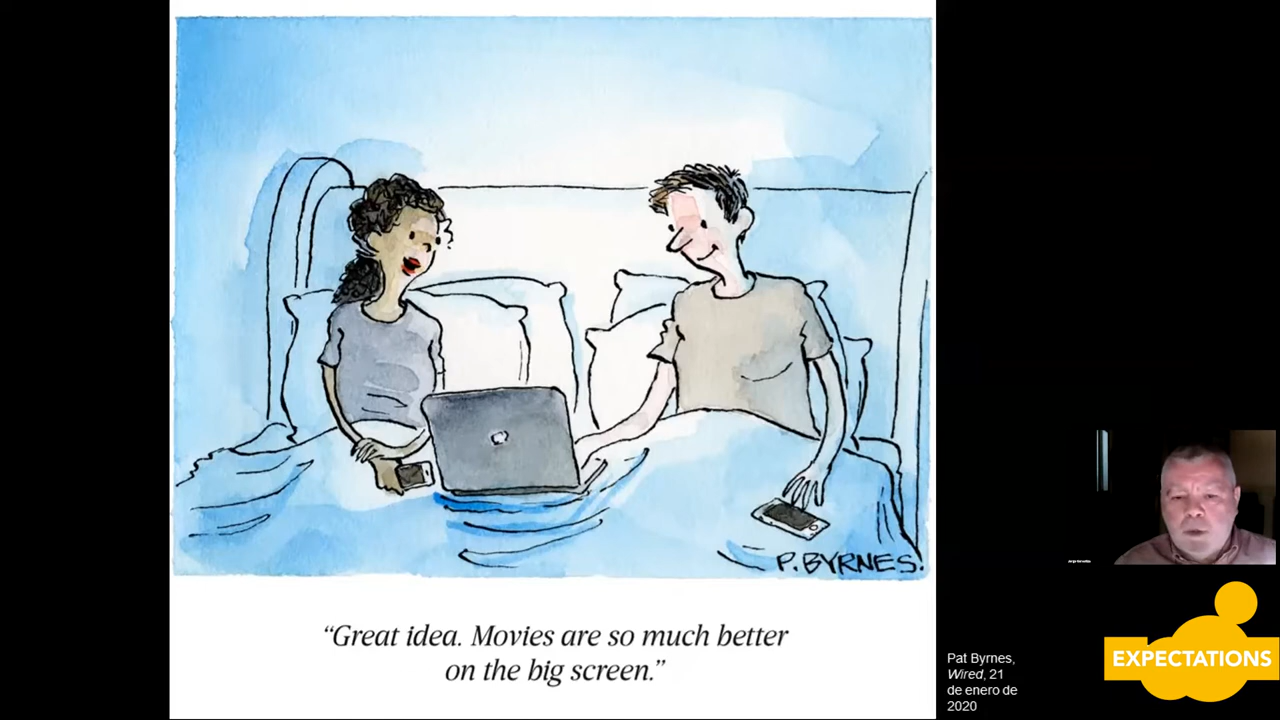 P. BYRNES.
“Great idea. Movies are so much better
on the big screen.”
Pat Byrnes,
Wired, 21
de enero de
2020
EXPECTATIONS